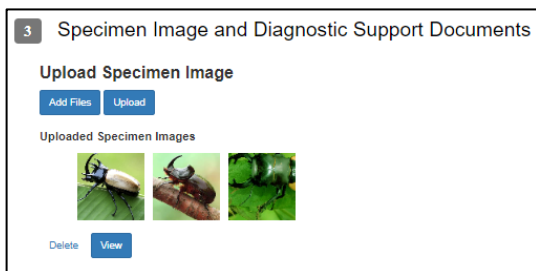 3 Specimen Image and Diagnostic Support Documents
Upload Specimen Image
Add Files Upload
Uploaded Specimen Images
Delete View